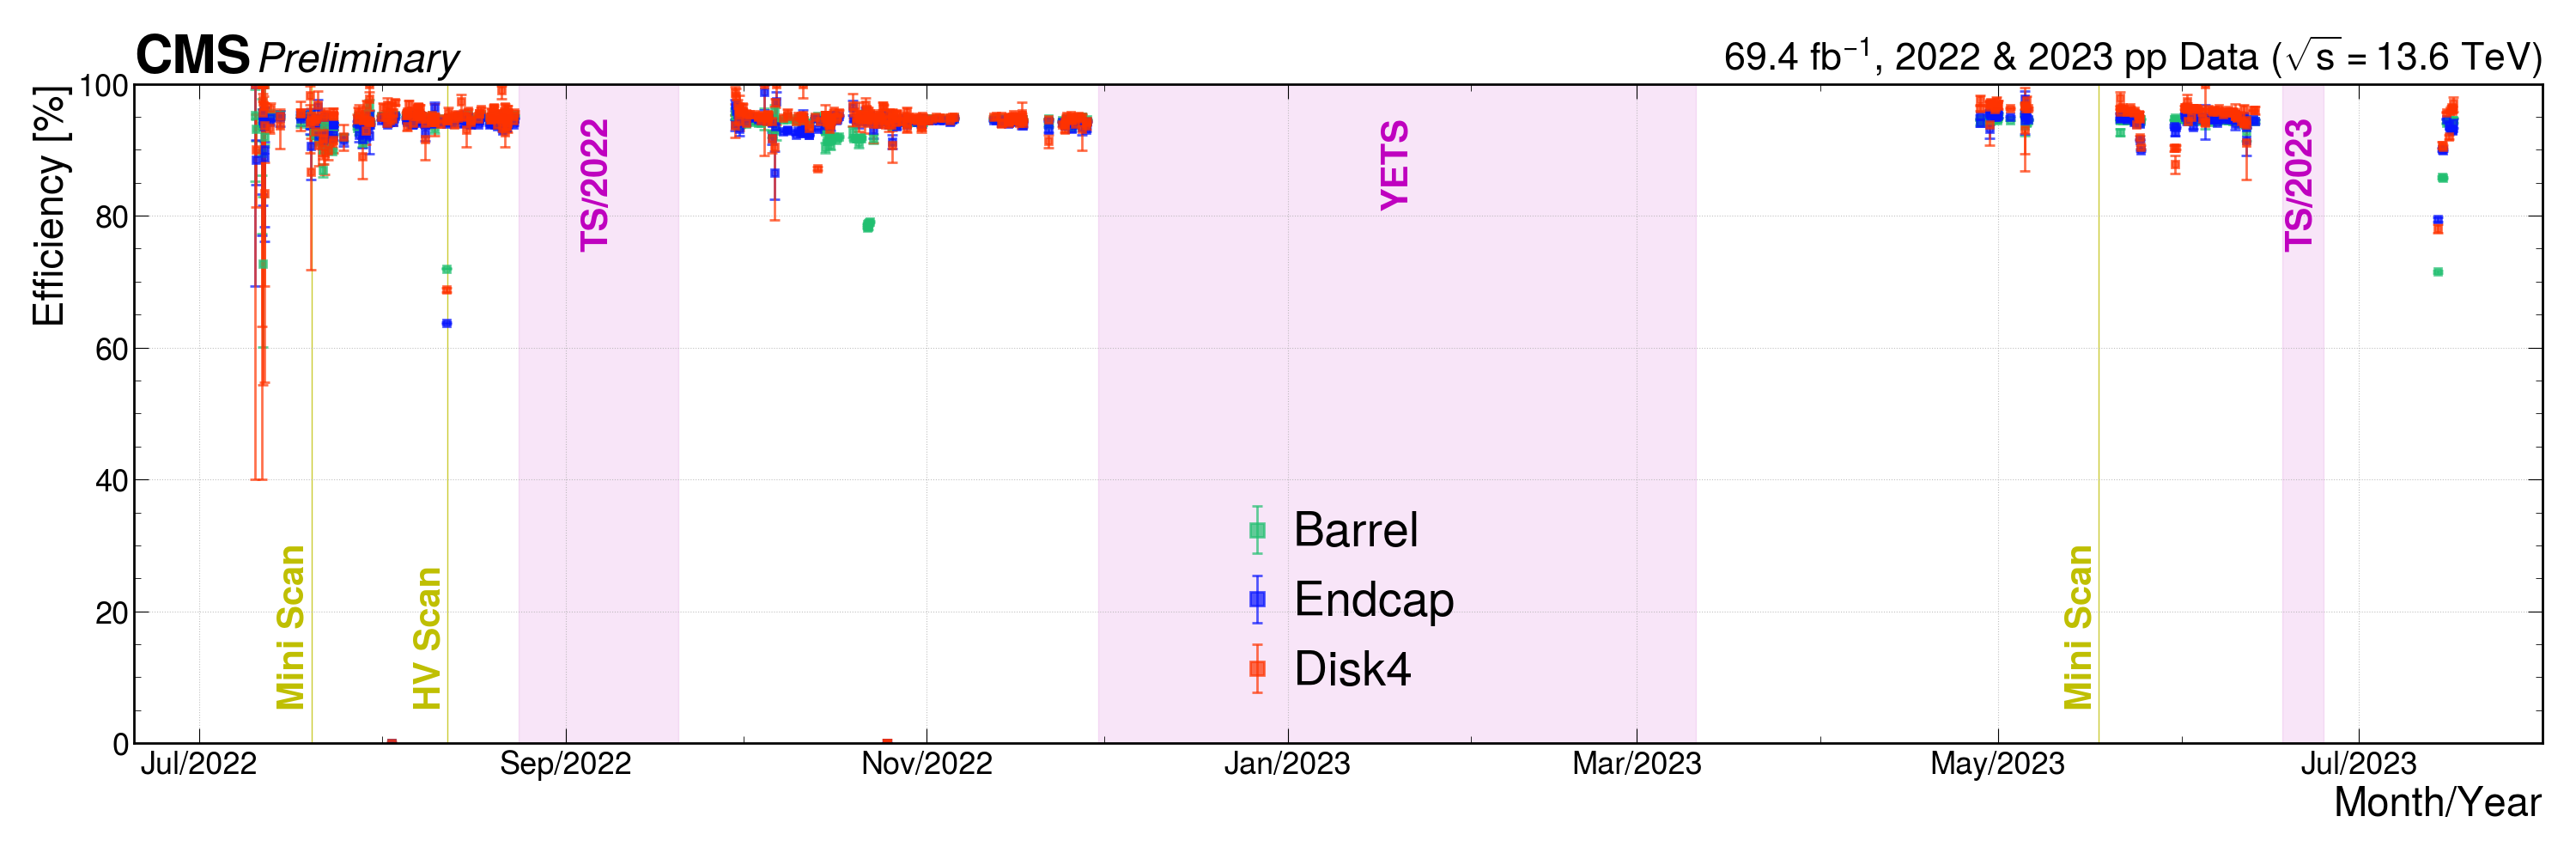 CMS Preliminary
69.4 fb⁻¹, 2022 & 2023 pp Data (√s = 13.6 TeV)
Efficiency [%]
100
80
60
40
20
0
Mini Scan
HV Scan
TS/2022
YETS
Mini Scan
TS/2023
Barrel
Endcap
Disk4
Jul/2022 Sep/2022 Nov/2022 Jan/2023 Mar/2023 May/2023 Jul/2023
Month/Year